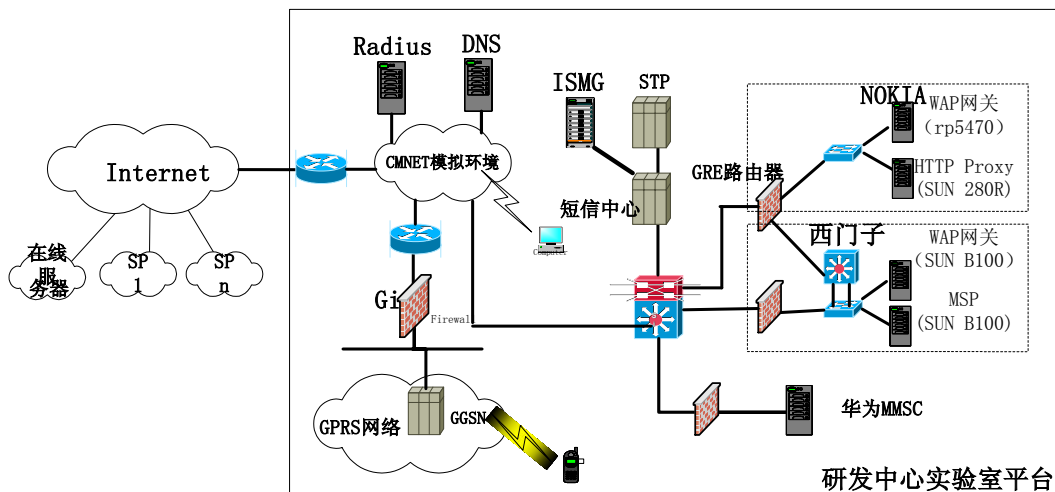 Radius
DNS
ISMG
STP
NOKIA
WAP网关
(rp5470)
HTTP Proxy
(SUN 280R)
Internet
CMNET模拟环境
GRE路由器
短信中心
在线
服
务器
SP
1
SP
n
Computer
西门子
WAP网关
(SUN B100)
MSP
(SUN B100)
Gi
Firewall
GPRS网络
GGSN
华为MMSC
研发中心实验室平台